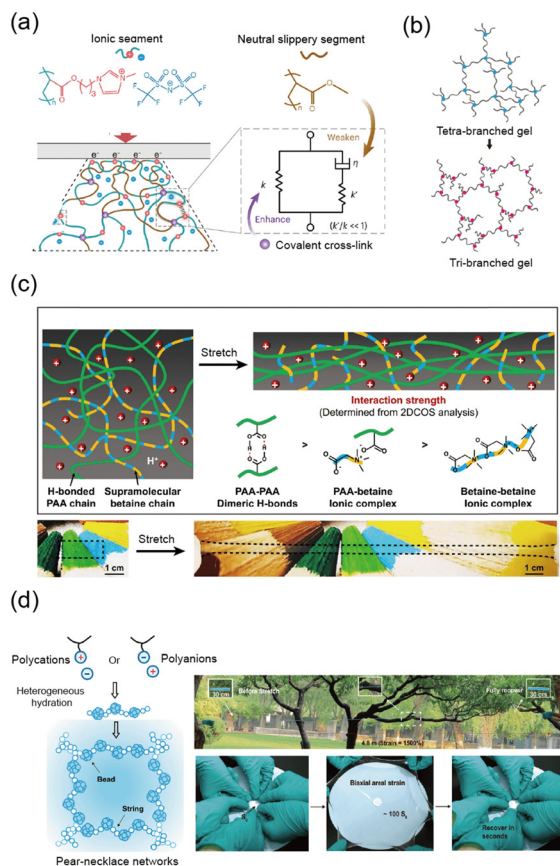 (a)
Ionic segment
Neutral slippery segment
Weaken
Enhance
η
k
k'
(k'/k << 1)
Covalent cross-link
(b)
Tetra-branched gel
Tri-branched gel
(c)
Stretch
Interaction strength
(Determined from 2DCOS analysis)
H⁺
H-bonded
PAA chain
Supramolecular
betaine chain
PAA-PAA
Dimeric H-bonds
>
PAA-betaine
Ionic complex
>
Betaine-betaine
Ionic complex
Stretch
1 cm
1 cm
(d)
Polycations
Or
Polyanions
Heterogeneous
hydration
Bead
String
Pear-necklace networks
Before stretch
30 cm
4.8 m (Strain = 1500%)
Fully recover
30 cm
Biaxial areal strain
~ 100 S₀
Recover in
seconds